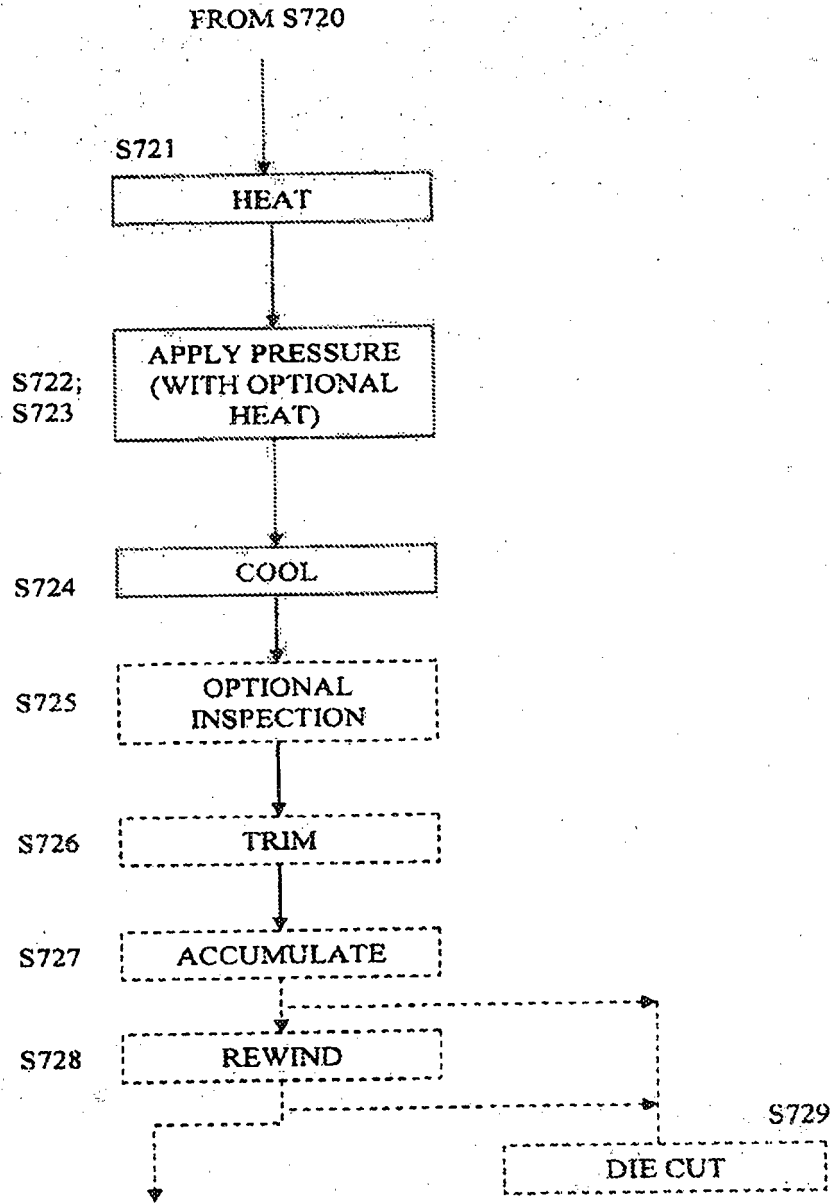 FROM S720
S721
HEAT
S722;
S723
APPLY PRESSURE
(WITH OPTIONAL
HEAT)
S724
COOL
S725
OPTIONAL
INSPECTION
S726
TRIM
S727
ACCUMULATE
S728
REWIND
S729
DIE CUT